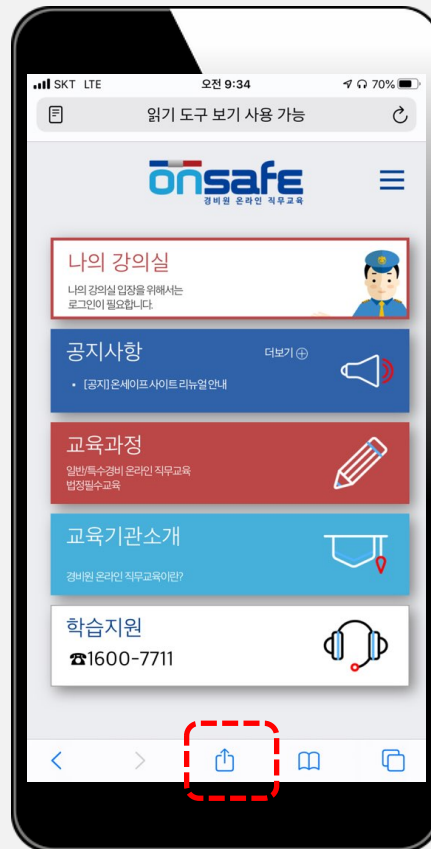 SKT LTE
오전 9:34
70%
읽기 도구 보기 사용 가능
onsafe
경비원 온라인 직무교육
나의 강의실
나의 강의실 입장을 위해서는
로그인이 필요합니다.
공지사항
더보기
• [공지] 온세이프 사이트 리뉴얼 안내
교육과정
일반/특수경비 온라인 직무교육
법정필수교육
교육기관소개
경비원 온라인 직무교육이란?
학습지원
☎1600-7711